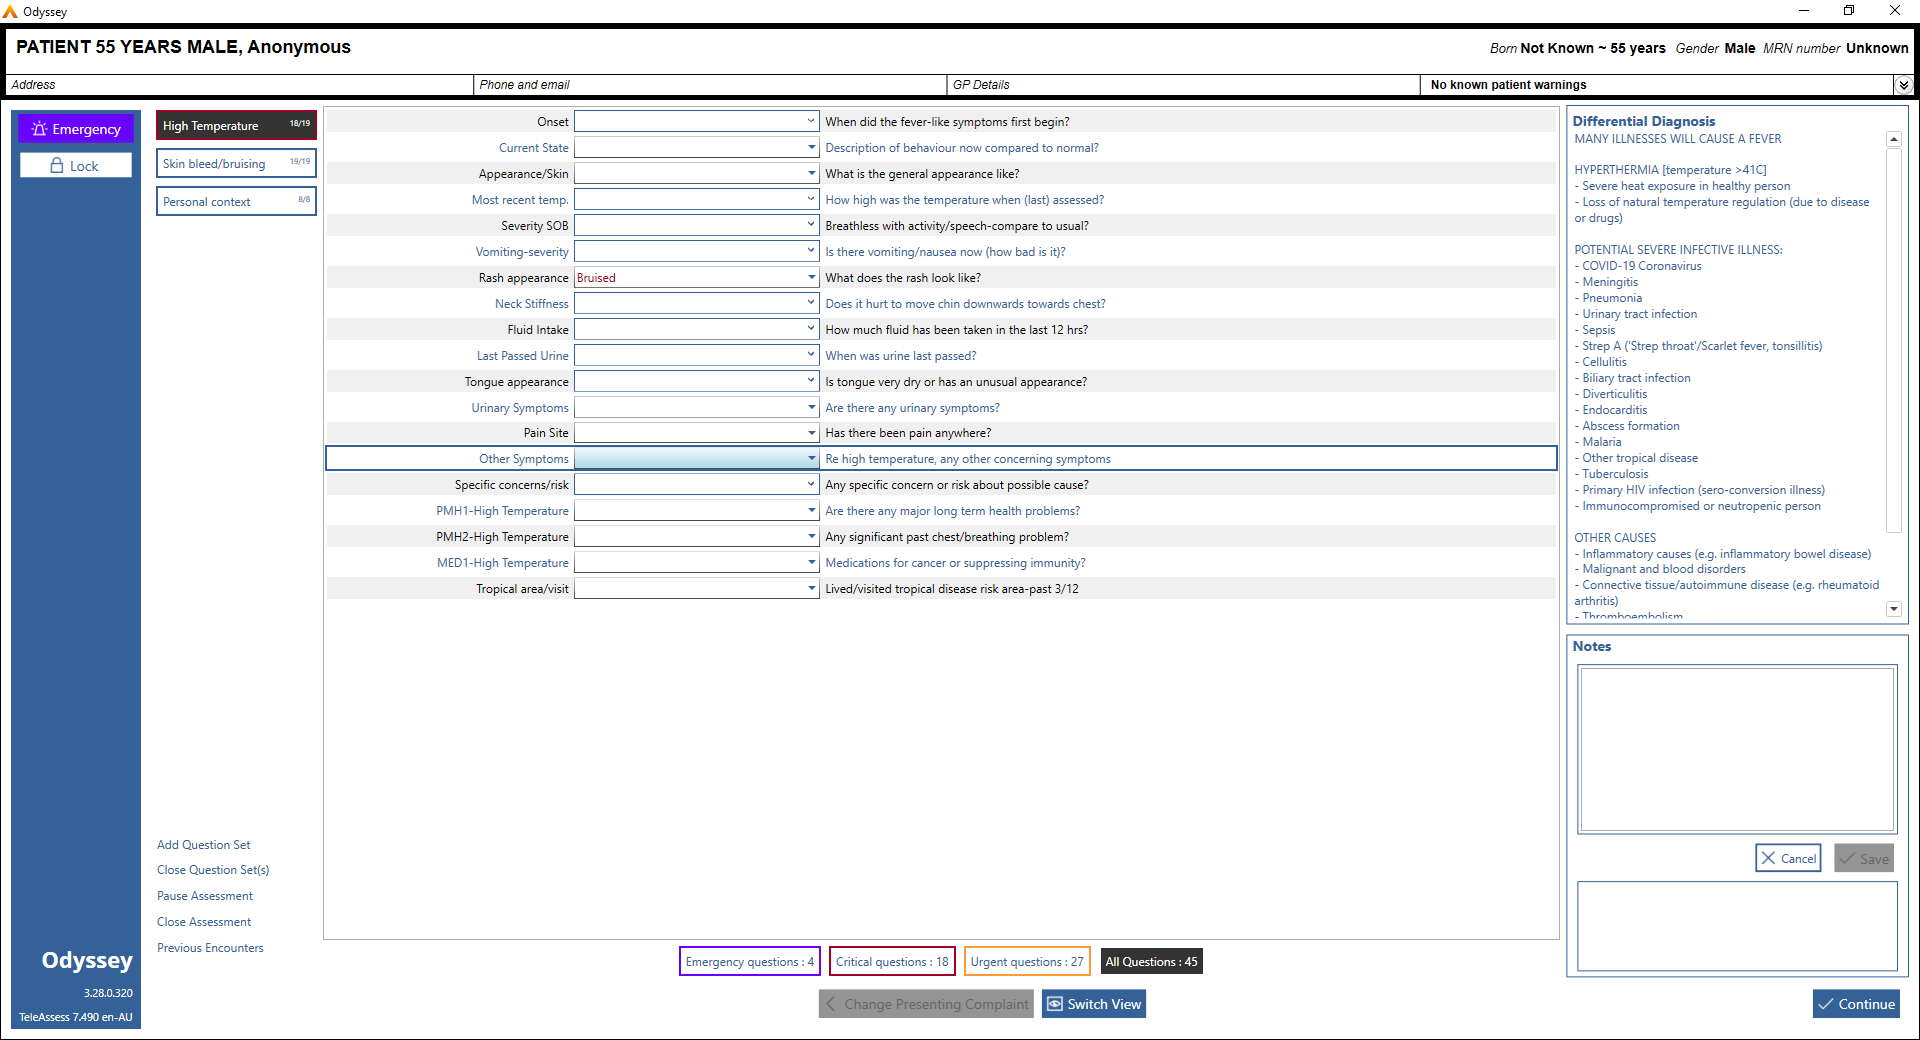 Odyssey
PATIENT 55 YEARS MALE, Anonymous
Born Not Known ~ 55 years Gender Male MRN number Unknown
Address
Phone and email
GP Details
No known patient warnings
Emergency
Lock
High Temperature 18/19
Skin bleed/bruising 19/19
Personal context 8/8
Onset When did the fever-like symptoms first begin?
Current State Description of behaviour now compared to normal?
Appearance/Skin What is the general appearance like?
Most recent temp. How high was the temperature when (last) assessed?
Severity SOB Breathless with activity/speech-compare to usual?
Vomiting-severity Is there vomiting/nausea now (how bad is it)?
Rash appearance Bruised What does the rash look like?
Neck Stiffness Does it hurt to move chin downwards towards chest?
Fluid Intake How much fluid has been taken in the last 12 hrs?
Last Passed Urine When was urine last passed?
Tongue appearance Is tongue very dry or has an unusual appearance?
Urinary Symptoms Are there any urinary symptoms?
Pain Site Has there been pain anywhere?
Other Symptoms Re high temperature, any other concerning symptoms
Specific concerns/risk Any specific concern or risk about possible cause?
PMH1-High Temperature Are there any major long term health problems?
PMH2-High Temperature Any significant past chest/breathing problem?
MED1-High Temperature Medications for cancer or suppressing immunity?
Tropical area/visit Lived/visited tropical disease risk area-past 3/12
Differential Diagnosis
MANY ILLNESSES WILL CAUSE A FEVER
HYPERTHERMIA [temperature >41C]
- Severe heat exposure in healthy person
- Loss of natural temperature regulation (due to disease
or drugs)
POTENTIAL SEVERE INFECTIVE ILLNESS:
- COVID-19 Coronavirus
- Meningitis
- Pneumonia
- Urinary tract infection
- Sepsis
- Strep A ('Strep throat'/Scarlet fever, tonsillitis)
- Cellulitis
- Biliary tract infection
- Diverticulitis
- Endocarditis
- Abscess formation
- Malaria
- Other tropical disease
- Tuberculosis
- Primary HIV infection (sero-conversion illness)
- Immunocompromised or neutropenic person
OTHER CAUSES
- Inflammatory causes (e.g. inflammatory bowel disease)
- Malignant and blood disorders
- Connective tissue/autoimmune disease (e.g. rheumatoid
arthritis)
- Thromboembolism
Notes
Cancel
Save
Add Question Set
Close Question Set(s)
Pause Assessment
Close Assessment
Previous Encounters
Odyssey
3.28.0.320
TeleAssess 7.490 en-AU
Emergency questions : 4
Critical questions : 18
Urgent questions : 27
All Questions : 45
Change Presenting Complaint
Switch View
Continue